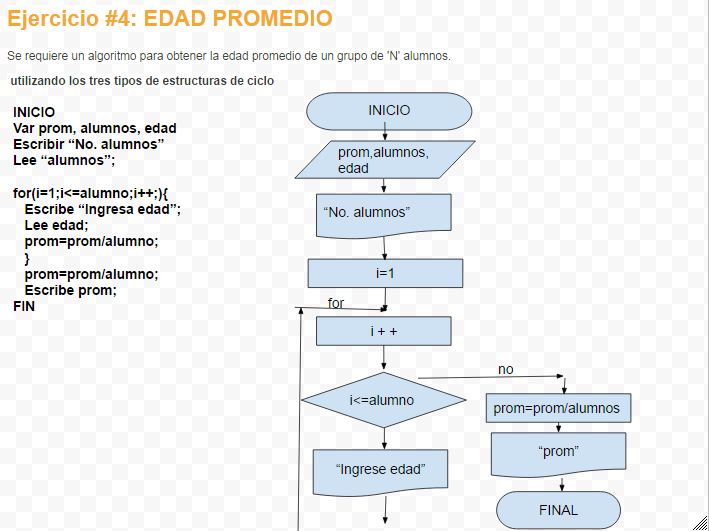 Ejercicio #4: EDAD PROMEDIO
Se requiere un algoritmo para obtener la edad promedio de un grupo de 'N' alumnos.
utilizando los tres tipos de estructuras de ciclo
INICIO
Var prom, alumnos, edad
Escribir “No. alumnos”
Lee “alumnos”;
for(i=1;i<=alumno;i++;){
Escribe “Ingresa edad”;
Lee edad;
prom=prom/alumno;
}
prom=prom/alumno;
Escribe prom;
FIN
INICIO
prom,alumnos,
edad
“No. alumnos”
i=1
for
i + +
i<=alumno
no
prom=prom/alumnos
“prom”
“Ingrese edad”
FINAL